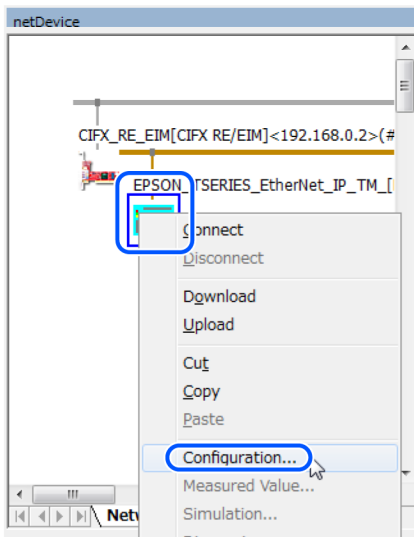 netDevice
CIFX_RE_EIM[CIFX RE/EIM]<192.168.0.2>(#
EPSON_TSERIES_EtherNet_IP_TM_[
Connect
Disconnect
Download
Upload
Cut
Copy
Paste
Configuration...
Measured Value...
Simulation...
Netw